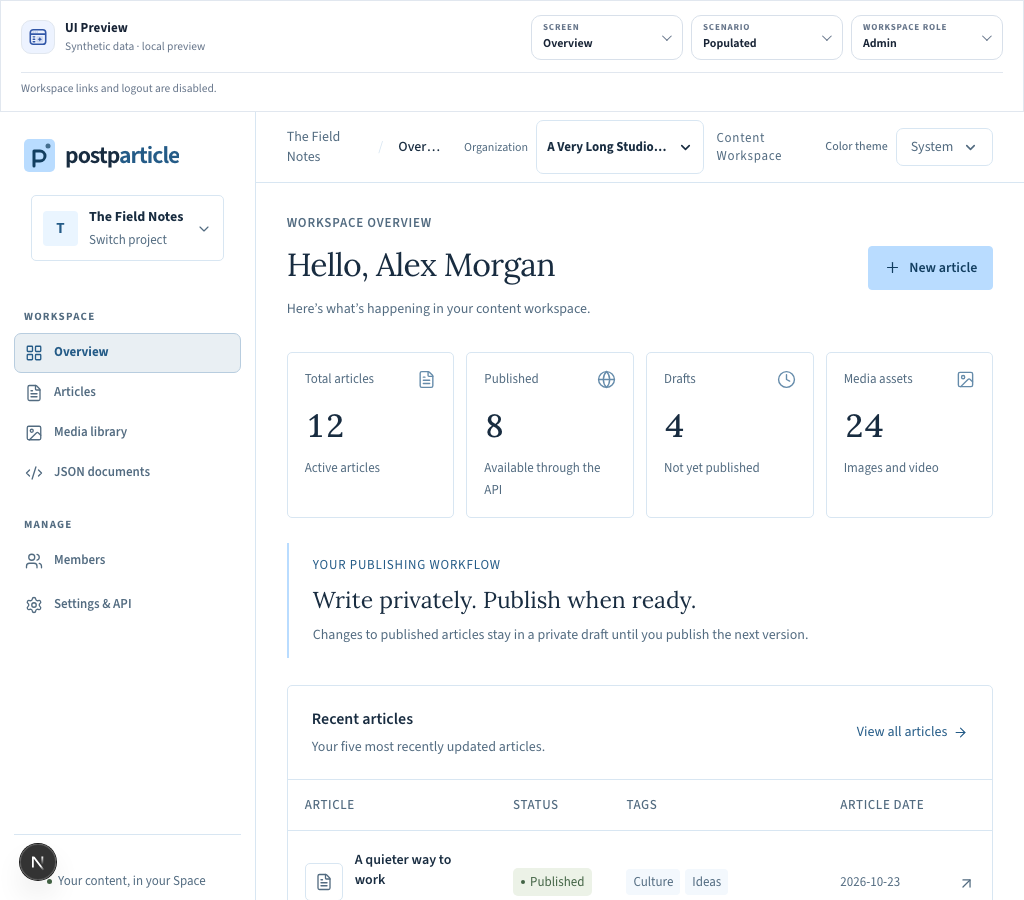 UI Preview
Synthetic data · local preview
SCREEN
Overview
SCENARIO
Populated
WORKSPACE ROLE
Admin
Workspace links and logout are disabled.
postparticle
T
The Field Notes
Switch project
WORKSPACE
Overview
Articles
Media library
JSON documents
MANAGE
Members
Settings & API
N
Your content, in your Space
The Field
Notes
/
Over…
Organization
A Very Long Studio…
Content
Workspace
Color theme
System
WORKSPACE OVERVIEW
Hello, Alex Morgan
Here’s what’s happening in your content workspace.
New article
Total articles
12
Active articles
Published
8
Available through the
API
Drafts
4
Not yet published
Media assets
24
Images and video
YOUR PUBLISHING WORKFLOW
Write privately. Publish when ready.
Changes to published articles stay in a private draft until you publish the next version.
Recent articles
Your five most recently updated articles.
View all articles
ARTICLE STATUS TAGS ARTICLE DATE
A quieter way to
work
Published
Culture Ideas
2026-10-23